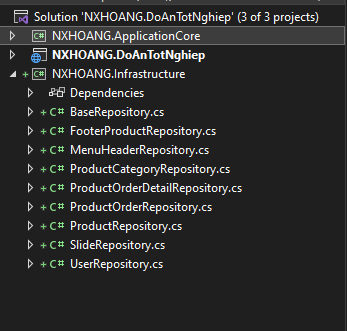 Solution 'NXHOANG.DoAnTotNghiep' (3 of 3 projects)
C# NXHOANG.ApplicationCore
NXHOANG.DoAnTotNghiep
+ C# NXHOANG.Infrastructure
Dependencies
+ C# BaseRepository.cs
+ C# FooterProductRepository.cs
+ C# MenuHeaderRepository.cs
+ C# ProductCategoryRepository.cs
+ C# ProductOrderDetailRepository.cs
+ C# ProductOrderRepository.cs
+ C# ProductRepository.cs
+ C# SlideRepository.cs
+ C# UserRepository.cs